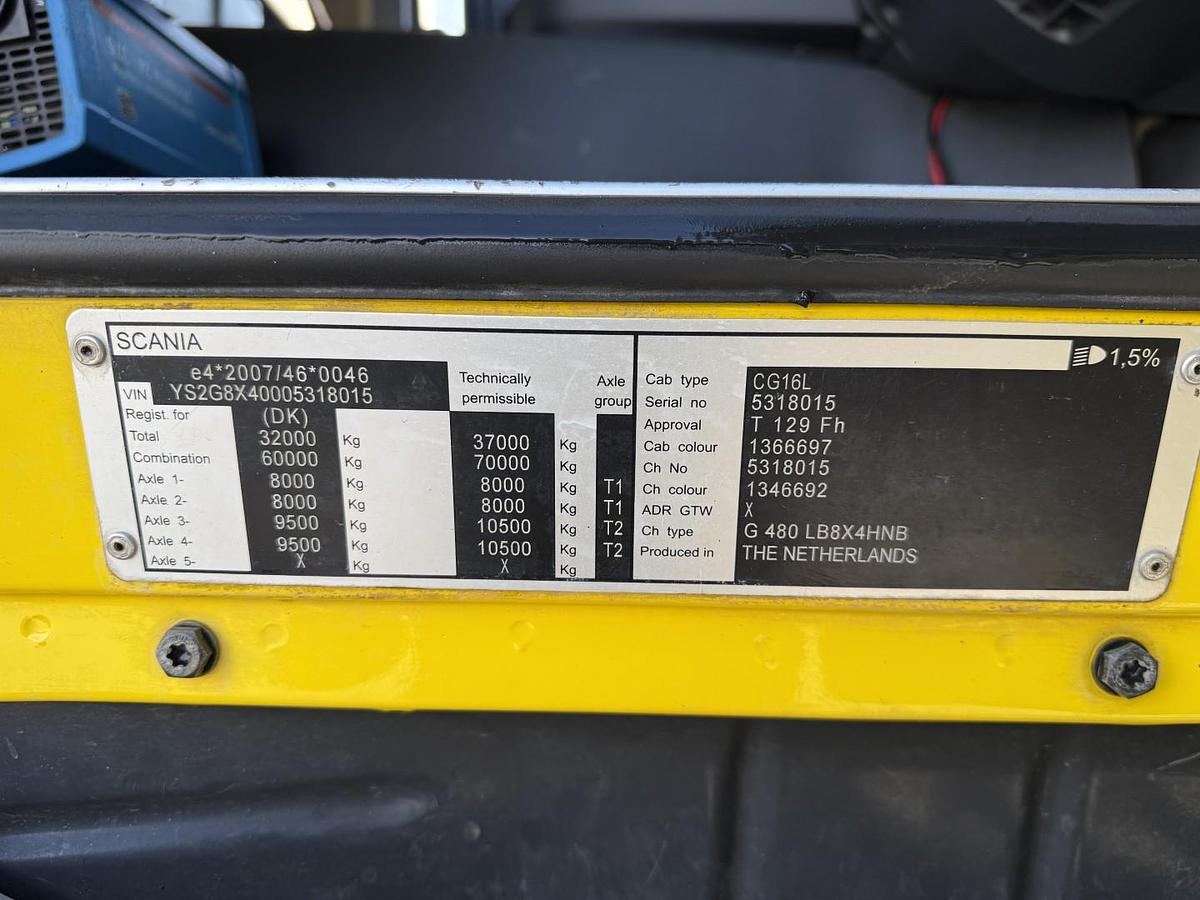 SCANIA
1,5%
e4*2007/46*0046
VIN YS2G8X40005318015
Technically permissible
Axle group
Regist. for (DK)
Total 32000 Kg 37000 Kg
Combination 60000 Kg 70000 Kg
Axle 1- 8000 Kg 8000 Kg T1
Axle 2- 8000 Kg 8000 Kg T1
Axle 3- 9500 Kg 10500 Kg T2
Axle 4- 9500 Kg 10500 Kg T2
Axle 5- X Kg X Kg
Cab type CG16L
Serial no 5318015
Approval T 129 Fh
Cab colour 1366697
Ch No 5318015
Ch colour 1346692
ADR GTW X
Ch type G 480 LB8X4HNB
Produced in THE NETHERLANDS